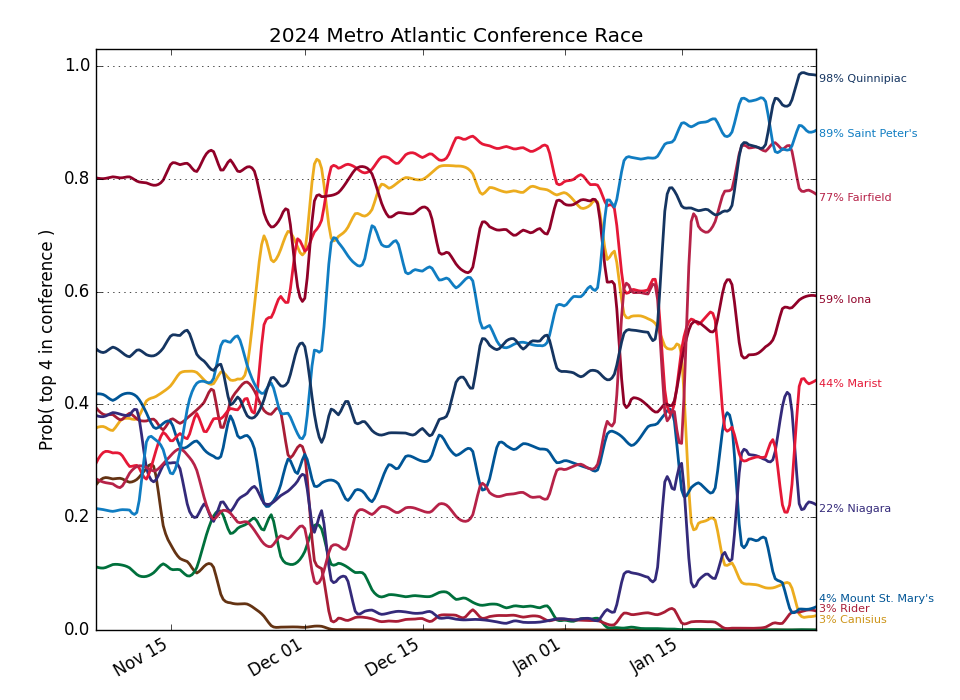 2024 Metro Atlantic Conference Race
Prob( top 4 in conference )
1.0
0.8
0.6
0.4
0.2
0.0
Nov 15
Dec 01
Dec 15
Jan 01
Jan 15
98% Quinnipiac
89% Saint Peter's
77% Fairfield
59% Iona
44% Marist
22% Niagara
4% Mount St. Mary's
3% Rider
3% Canisius